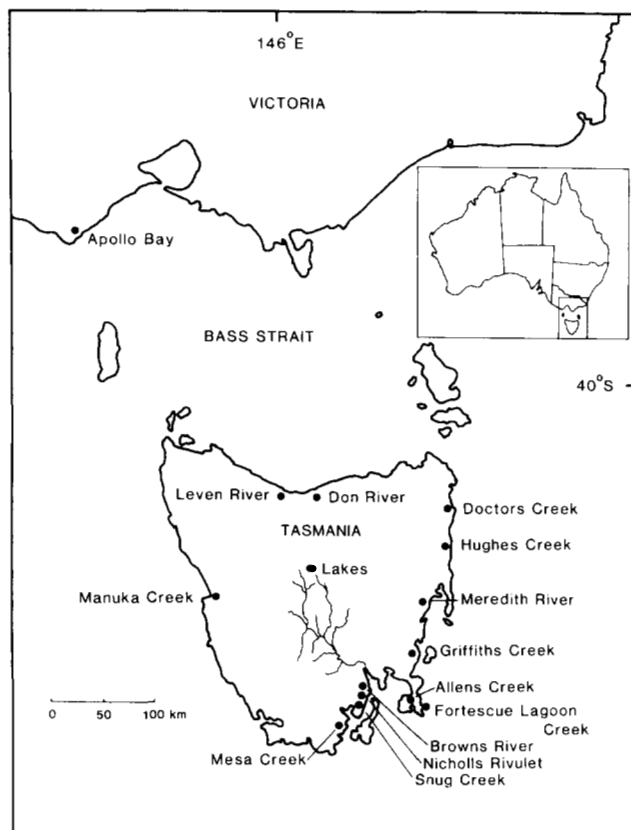 146°E
VICTORIA
Apollo Bay
BASS STRAIT
40°S
Leven River
Don River
Doctors Creek
TASMANIA
Hughes Creek
Lakes
Manuka Creek
Meredith River
Griffiths Creek
Allens Creek
0 50 100 km
Fortescue Lagoon
Creek
Browns River
Mesa Creek
Nicholls Rivulet
Snug Creek